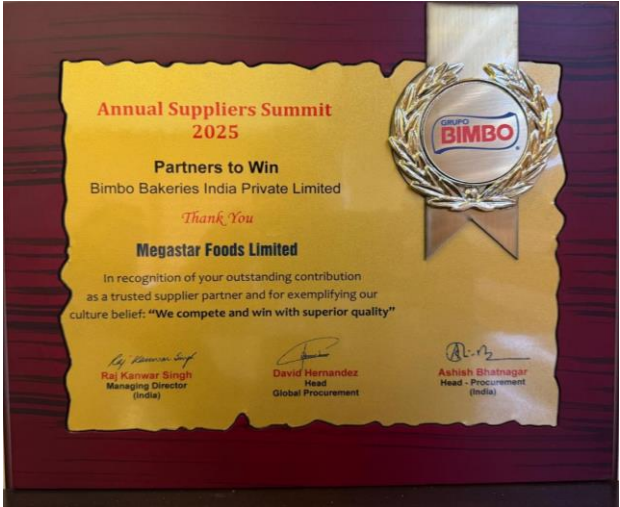 Annual Suppliers Summit
2025
Partners to Win
Bimbo Bakeries India Private Limited
Thank You
Megastar Foods Limited
In recognition of your outstanding contribution
as a trusted supplier partner and for exemplifying our
culture belief: “We compete and win with superior quality”
Raj Kanwar Singh
Raj Kanwar Singh
Managing Director
(India)
David Hernandez
Head
Global Procurement
Ashish Bhatnagar
Head - Procurement
(India)
GRUPO
BIMBO
®